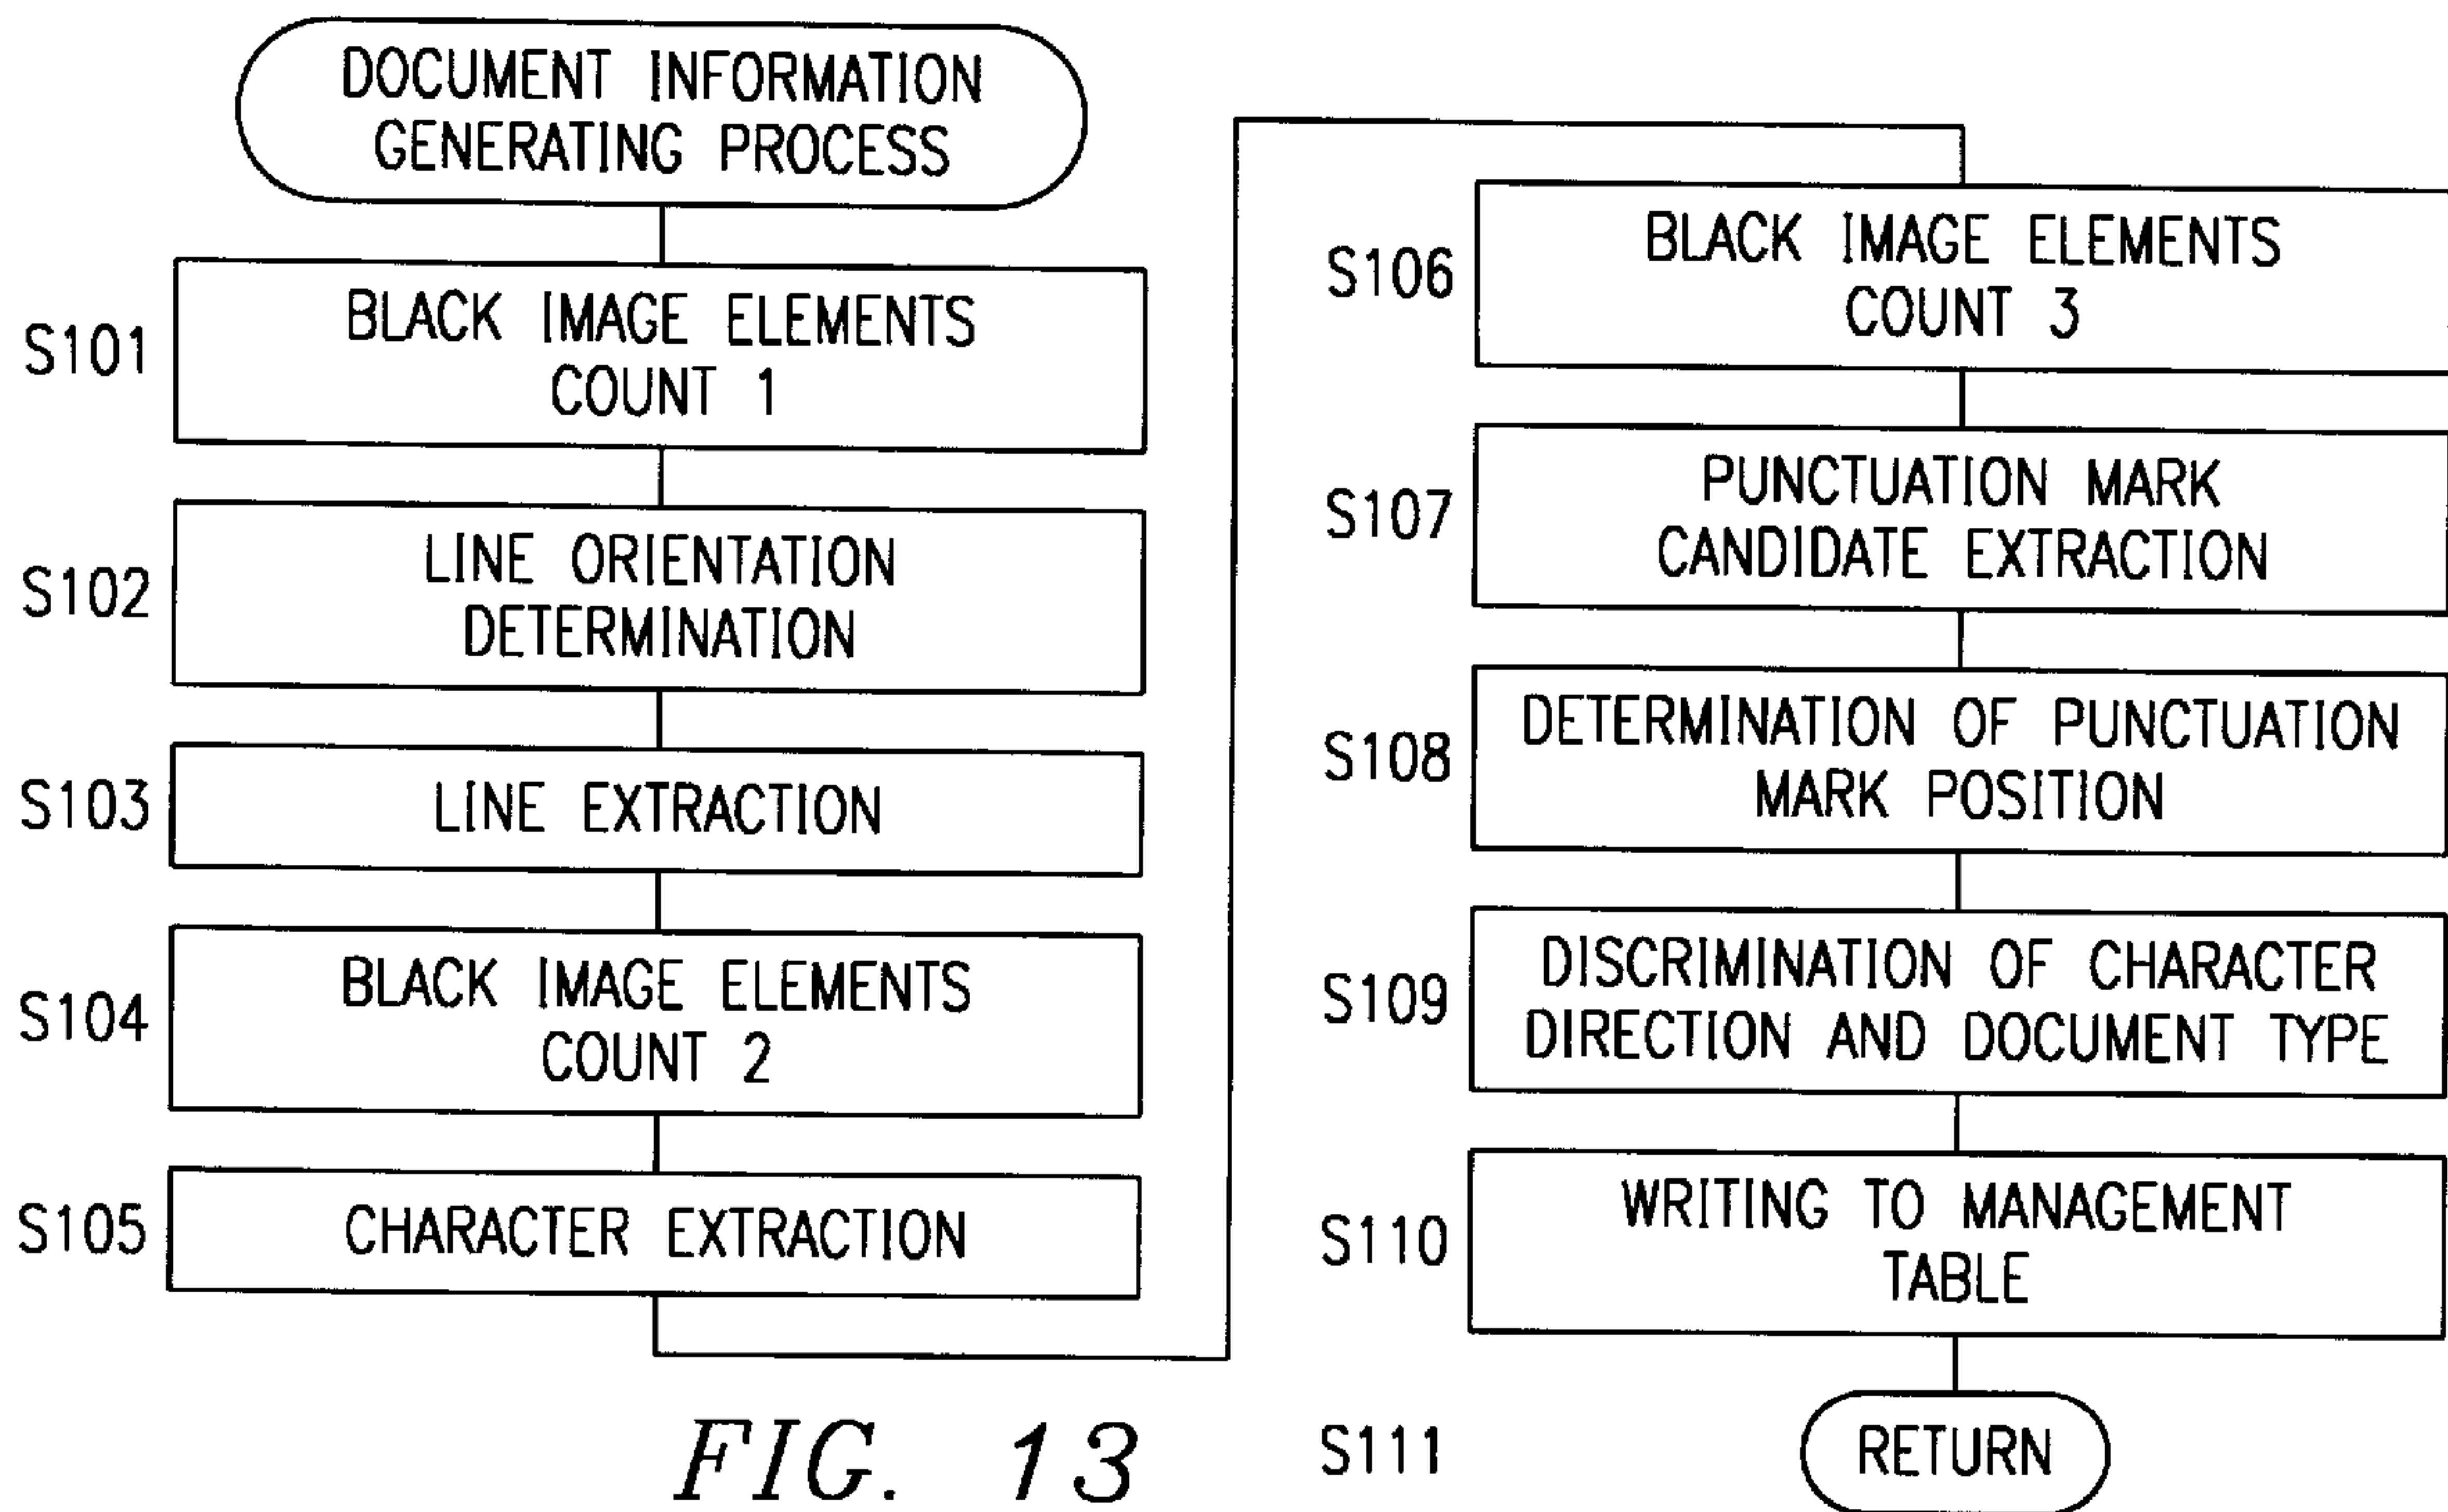 DOCUMENT INFORMATION
GENERATING PROCESS
S101
BLACK IMAGE ELEMENTS
COUNT 1
S102
LINE ORIENTATION
DETERMINATION
S103
LINE EXTRACTION
S104
BLACK IMAGE ELEMENTS
COUNT 2
S105
CHARACTER EXTRACTION
S106
BLACK IMAGE ELEMENTS
COUNT 3
S107
PUNCTUATION MARK
CANDIDATE EXTRACTION
S108
DETERMINATION OF PUNCTUATION
MARK POSITION
S109
DISCRIMINATION OF CHARACTER
DIRECTION AND DOCUMENT TYPE
S110
WRITING TO MANAGEMENT
TABLE
S111
RETURN
FIG. 13